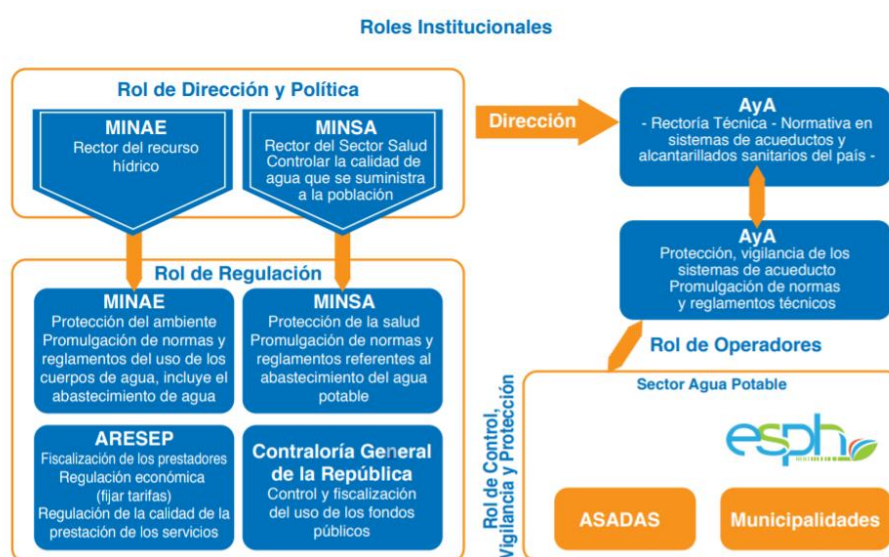 Roles Institucionales
Rol de Dirección y Política
MINAE
Rector del recurso
hídrico
MINSA
Rector del Sector Salud
Controlar la calidad de
agua que se suministra
a la población
Dirección
AyA
- Rectoría Técnica - Normativa en
sistemas de acueductos y
alcantarillados sanitarios del país -
AyA
Protección, vigilancia de los
sistemas de acueducto
Promulgación de normas
y reglamentos técnicos
Rol de Regulación
MINAE
Protección del ambiente
Promulgación de normas y
reglamentos del uso de los
cuerpos de agua, incluye el
abastecimiento de agua
MINSA
Protección de la salud
Promulgación de normas y
reglamentos referentes al
abastecimiento del agua
potable
ARESEP
Fiscalización de los prestadores
Regulación económica
(fijar tarifas)
Regulación de la calidad de la
prestación de los servicios
Contraloría General
de la República
Control y fiscalización
del uso de los fondos
públicos
Rol de Control,
Vigilancia y Protección
Rol de Operadores
Sector Agua Potable
esph
ASADAS
Municipalidades